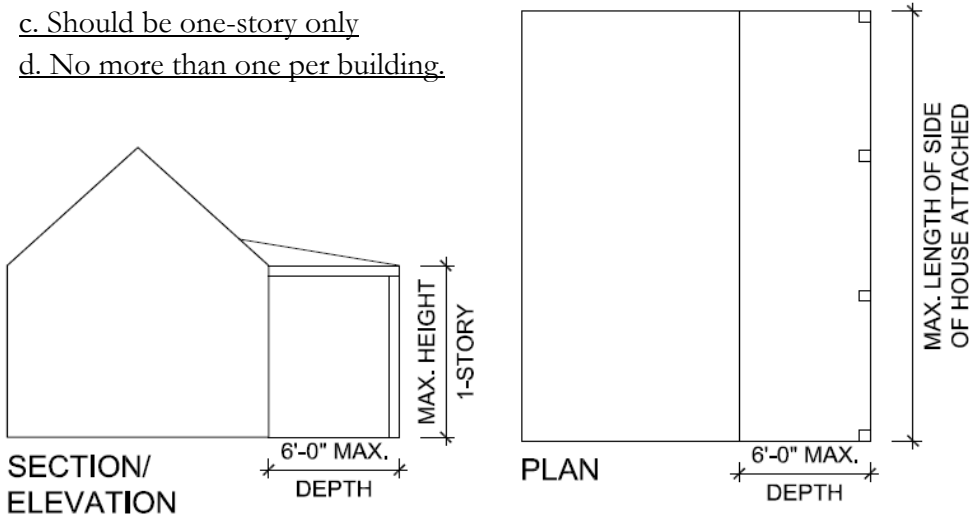 c. Should be one-story only
d. No more than one per building.
MAX. HEIGHT
1-STORY
6'-0" MAX.
DEPTH
SECTION/
ELEVATION
MAX. LENGTH OF SIDE
OF HOUSE ATTACHED
6'-0" MAX.
DEPTH
PLAN